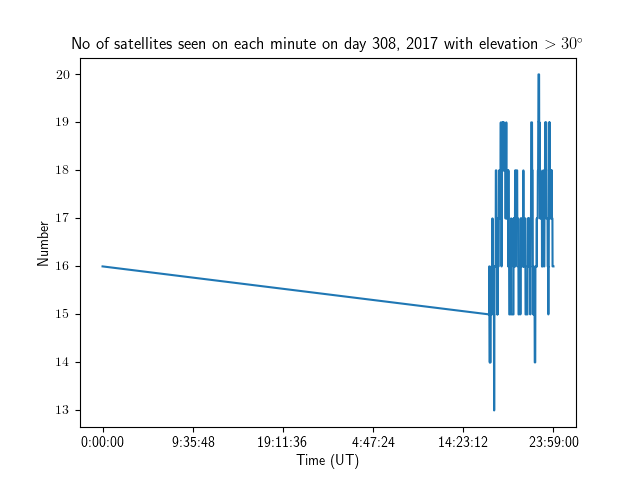 No of satellites seen on each minute on day 308, 2017 with elevation > 30°
20
19
18
17
16
15
14
13
Number
0:00:00 9:35:48 19:11:36 4:47:24 14:23:12 23:59:00
Time (UT)